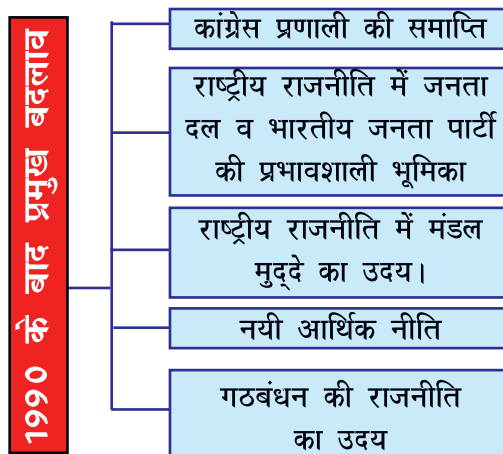 1990 के बाद प्रमुख बदलाव
कांग्रेस प्रणाली की समाप्ति
राष्ट्रीय राजनीति में जनता
दल व भारतीय जनता पार्टी
की प्रभावशाली भूमिका
राष्ट्रीय राजनीति में मंडल
मुद्दे का उदय।
नयी आर्थिक नीति
गठबंधन की राजनीति
का उदय